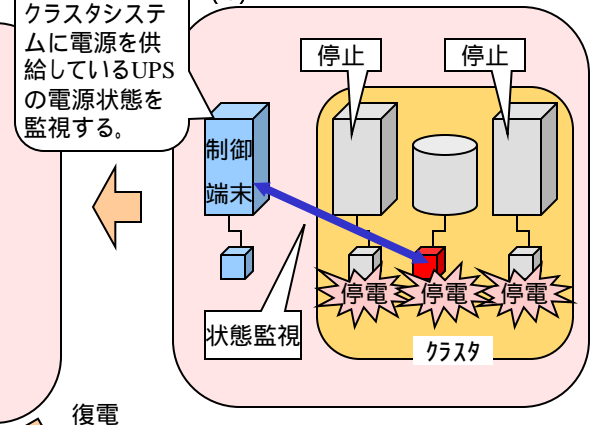 クラスタシステ
ムに電源を供
給しているUPS
の電源状態を
監視する。
停止
停止
制御
端末
停電
停電
停電
状態監視
クラスタ
復電